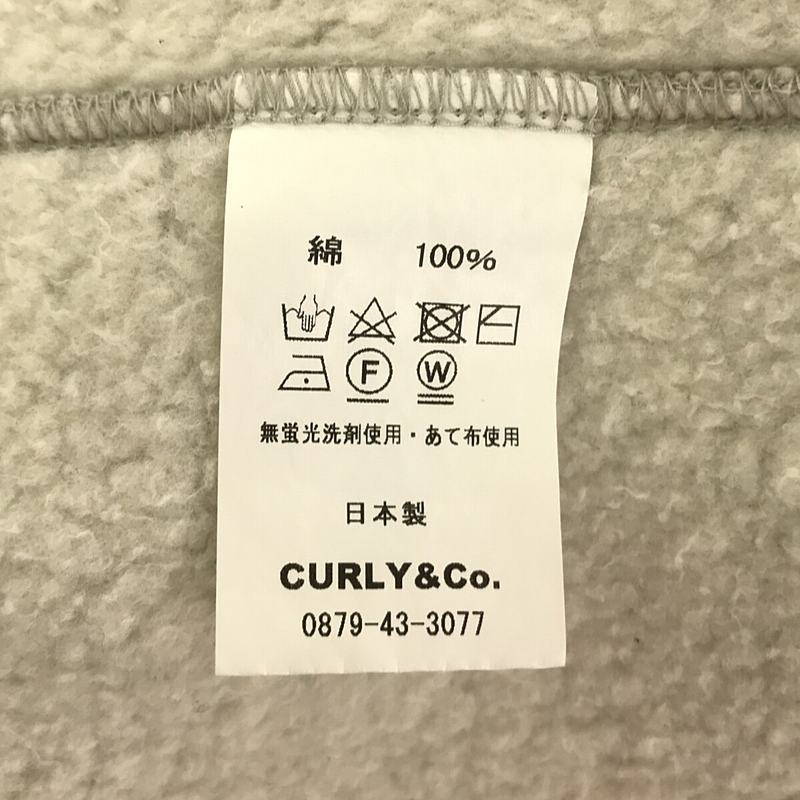 綿 100%
F W
無蛍光洗剤使用・あて布使用
日本製
CURLY&Co.
0879-43-3077